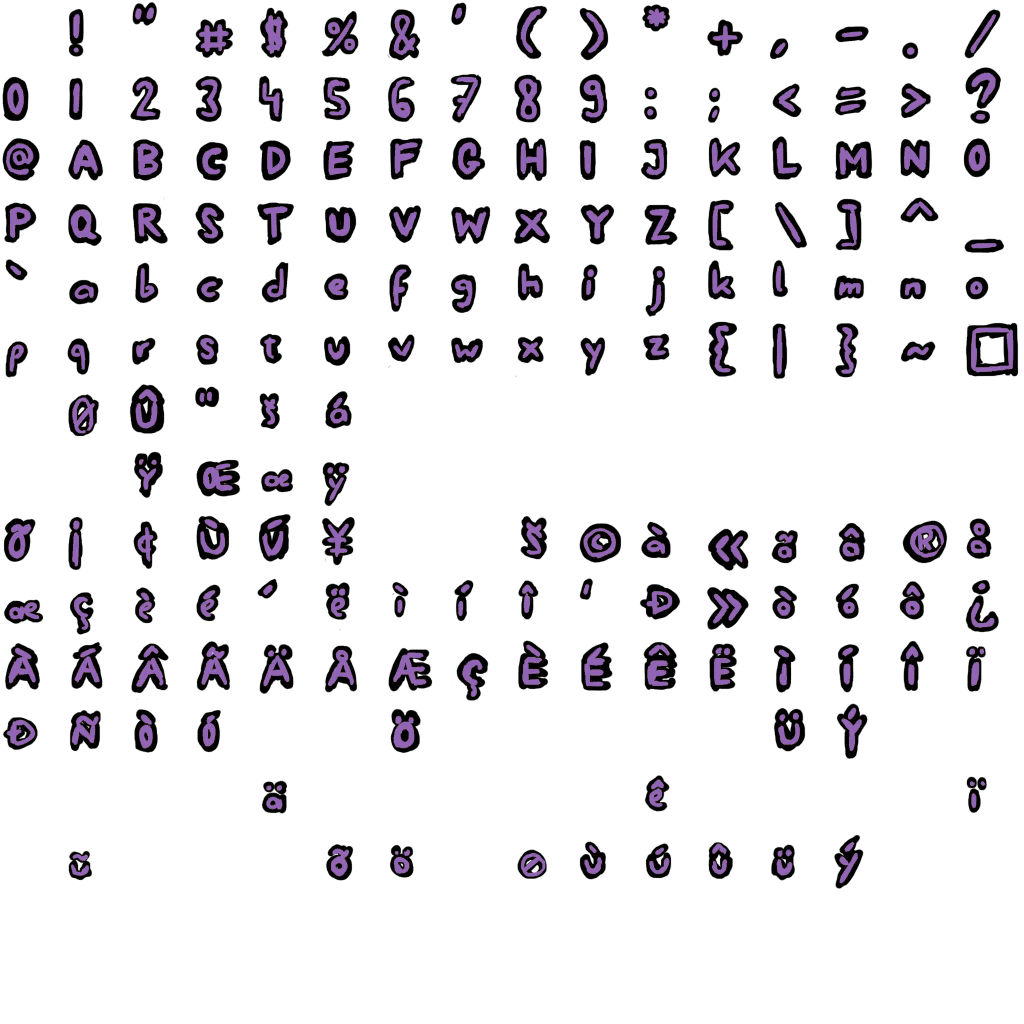 ! " # $ % & ' ( ) * + , - . /
0 1 2 3 4 5 6 7 8 9 : ; < = > ?
@ A B C D E F G H I J K L M N O
P Q R S T U V W X Y Z [ \ ] ^ _
` a b c d e f g h i j k l m n o
p q r s t u v w x y z { | } ~ □
Ø Û " š á
Ÿ Œ œ ÿ
Õ ¡ ¢ Ù Ú ¥ Š © à « ã â ® å
æ ç è é ´ ë ì í î ' Ð » ò ó ô ¿
À Á Â Ã Ä Å Æ Ç È É Ê Ë Ì Í Î Ï
Ð Ñ Ò Ó Ö Ü Ý
ä ê ï
ũ õ ö ø ù ú û ü ý